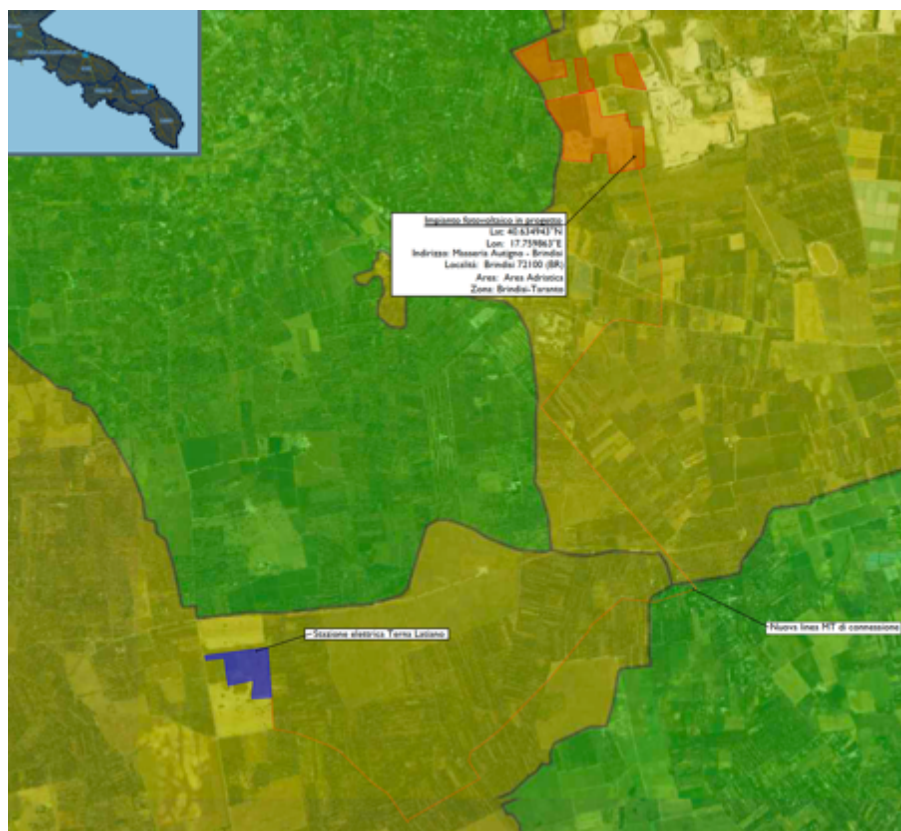 Impianto fotovoltaico in progetto
Lat: 40.634943°N
Lon: 17.759863°E
Indirizzo: Masseria Autigno - Brindisi
Località: Brindisi 72100 (BR)
Area: Area Adriatica
Zona: Brindisi-Taranto
Nuova linea MT di connessione
Stazione elettrica Terna Latiano